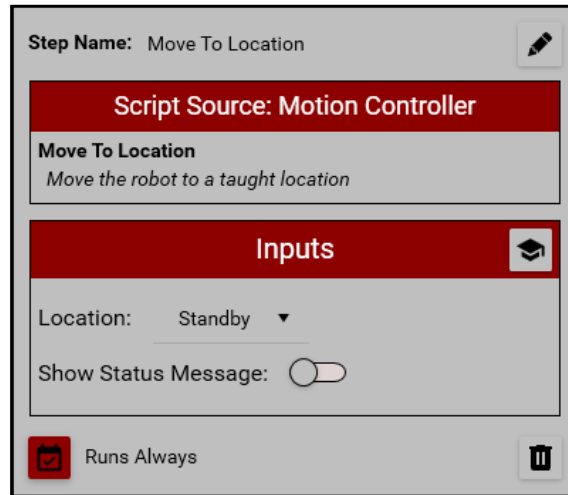 Step Name: Move To Location
Script Source: Motion Controller
Move To Location
Move the robot to a taught location
Inputs
Location: Standby
Show Status Message:
Runs Always